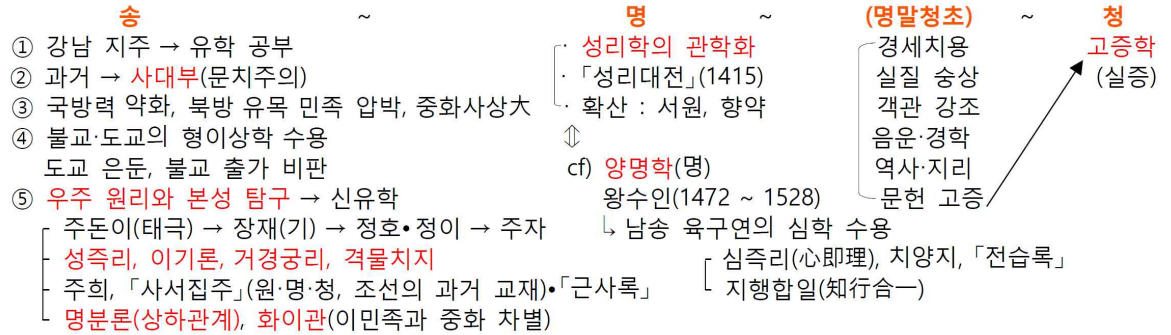 송 ~ 명 ~ (명말청초) ~ 청
① 강남 지주 → 유학 공부
② 과거 → 사대부(문치주의)
③ 국방력 약화, 북방 유목 민족 압박, 중화사상大
④ 불교·도교의 형이상학 수용
도교 은둔, 불교 출가 비판
⑤ 우주 원리와 본성 탐구 → 신유학
주돈이(태극) → 장재(기) → 정호•정이 → 주자
성즉리, 이기론, 거경궁리, 격물치지
주희, 「사서집주」(원·명·청, 조선의 과거 교재)•「근사록」
명분론(상하관계), 화이관(이민족과 중화 차별)
· 성리학의 관학화
· 「성리대전」(1415)
· 확산 : 서원, 향약
⇕
cf) 양명학(명)
왕수인(1472 ~ 1528)
↳ 남송 육구연의 심학 수용
심즉리(心即理), 치양지, 「전습록」
지행합일(知行合一)
경세치용
실질 숭상
객관 강조
음운·경학
역사·지리
문헌 고증
고증학
(실증)